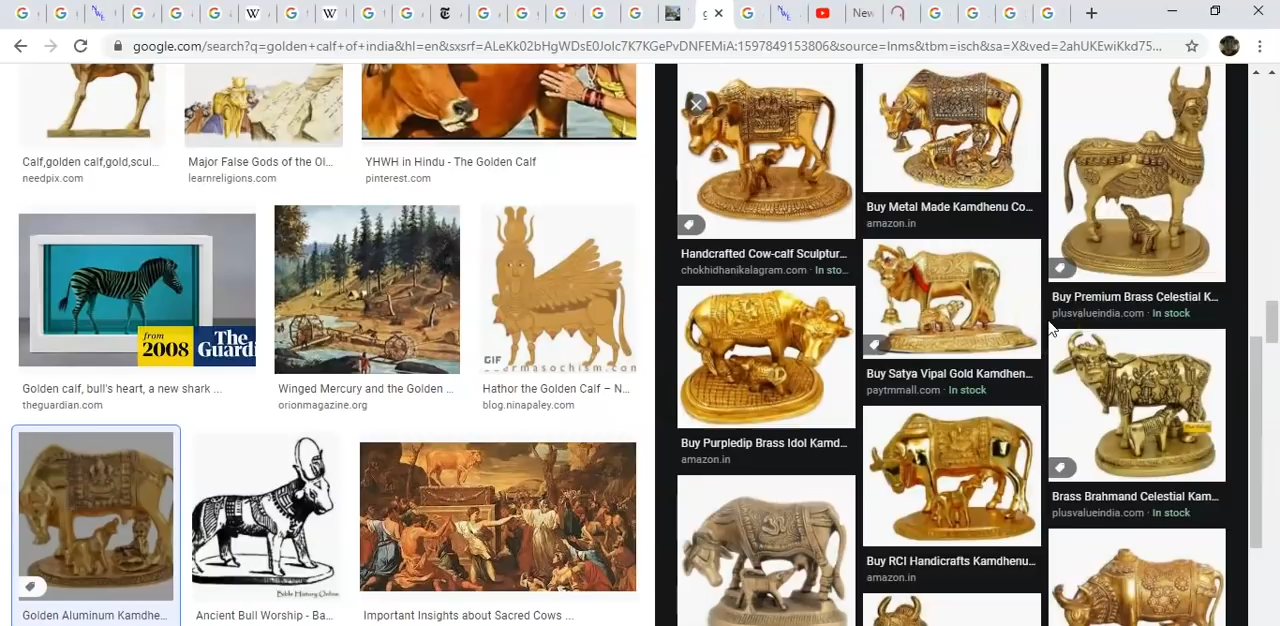 New
google.com/search?q=golden+calf+of+india&hl=en&sxsrf=ALeKk02bHgWDsE0Jolc7K7KGePvDNFEMiA:1597849153806&source=lnms&tbm=isch&sa=X&ved=2ahUKEwiKkd75...
Calf,golden calf,gold,scul...
needpix.com
Major False Gods of the Ol...
learnreligions.com
YHWH in Hindu - The Golden Calf
pinterest.com
from
2008
The
Guardi
GIF
Golden calf, bull's heart, a new shark ...
theguardian.com
Winged Mercury and the Golden ...
orionmagazine.org
Hathor the Golden Calf – N...
blog.ninapaley.com
Bible History Online
Golden Aluminum Kamdhe...
Ancient Bull Worship - Ba...
Important Insights about Sacred Cows ...
Handcrafted Cow-calf Sculptur...
chokhidhanikalagram.com · In sto...
Buy Purpledip Brass Idol Kamd...
amazon.in
Buy Metal Made Kamdhenu Co...
amazon.in
Buy Satya Vipal Gold Kamdhen...
paytmmall.com · In stock
Buy RCI Handicrafts Kamdhenu...
amazon.in
Buy Premium Brass Celestial K...
plusvalueindia.com · In stock
Brass Brahmand Celestial Kam...
plusvalueindia.com · In stock